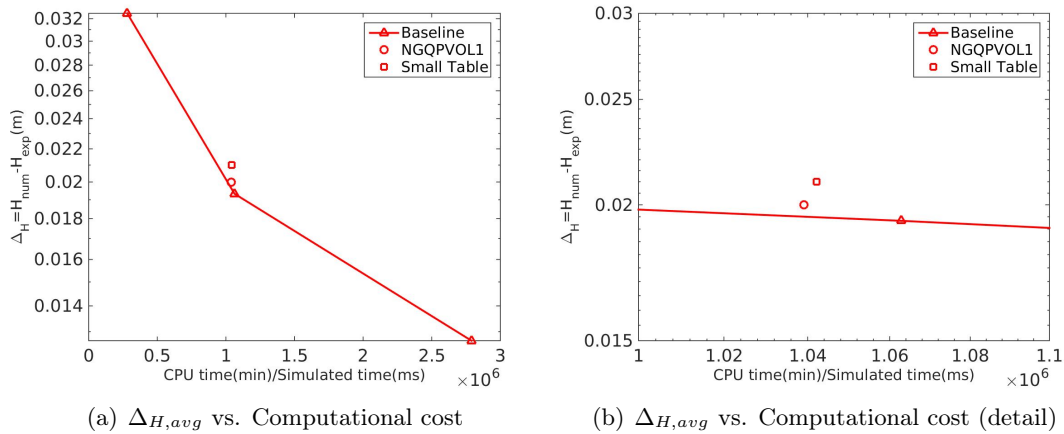 0.032
0.03
0.028
0.026
0.024
0.022
0.02
0.018
0.016
0.014
Δ_H=H_num-H_exp(m)
Baseline
NGQPVOL1
Small Table
0 0.5 1 1.5 2 2.5 3
CPU time(min)/Simulated time(ms) ×10^6
(a) Δ_{H,avg} vs. Computational cost
0.03
0.025
0.02
0.015
Δ_H=H_num-H_exp(m)
Baseline
NGQPVOL1
Small Table
1 1.02 1.04 1.06 1.08 1.1
CPU time(min)/Simulated time(ms) ×10^6
(b) Δ_{H,avg} vs. Computational cost (detail)